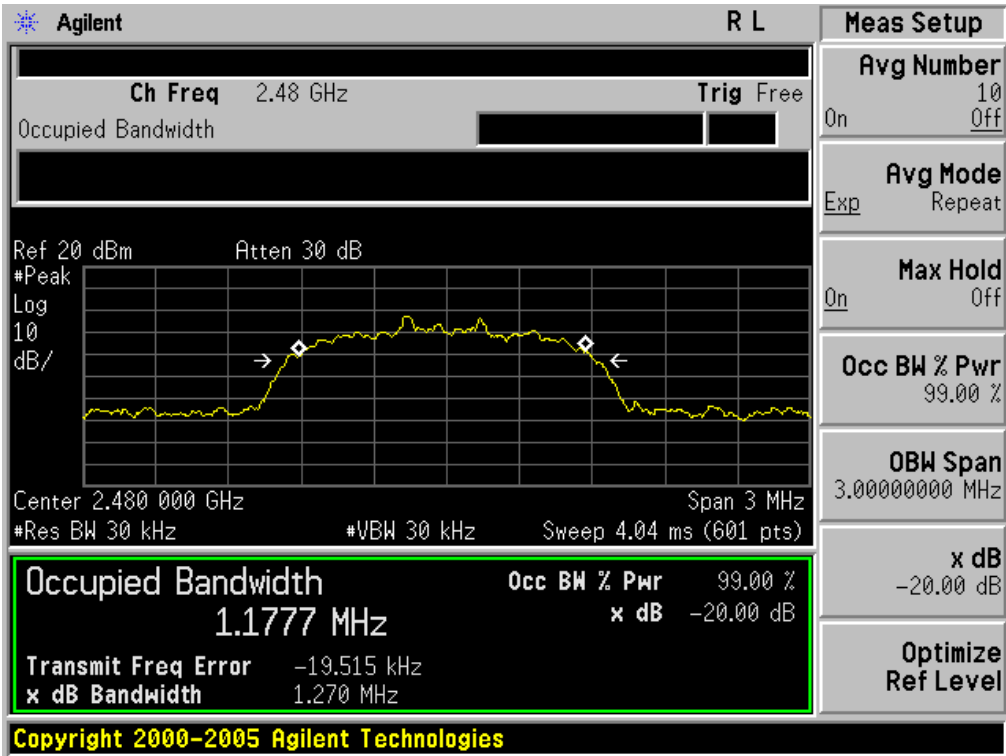 Agilent R L
Ch Freq 2.48 GHz Trig Free
Occupied Bandwidth
Ref 20 dBm Atten 30 dB
#Peak
Log
10
dB/
Center 2.480 000 GHz Span 3 MHz
#Res BW 30 kHz #VBW 30 kHz Sweep 4.04 ms (601 pts)
Occupied Bandwidth
1.1777 MHz
Occ BW % Pwr 99.00 %
x dB -20.00 dB
Transmit Freq Error -19.515 kHz
x dB Bandwidth 1.270 MHz
Copyright 2000-2005 Agilent Technologies
Meas Setup
Avg Number
10
On Off
Avg Mode
Exp Repeat
Max Hold
On Off
Occ BW % Pwr
99.00 %
OBW Span
3.00000000 MHz
x dB
-20.00 dB
Optimize
Ref Level